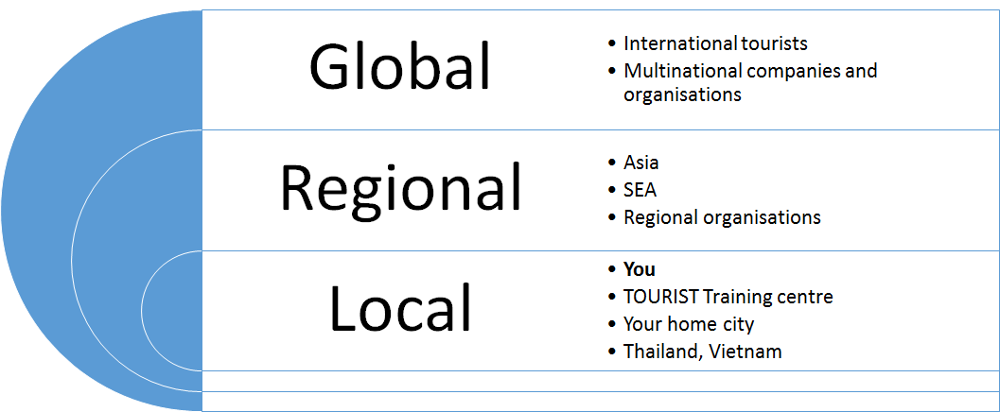 Global
• International tourists
• Multinational companies and
organisations
Regional
• Asia
• SEA
• Regional organisations
Local
• You
• TOURIST Training centre
• Your home city
• Thailand, Vietnam